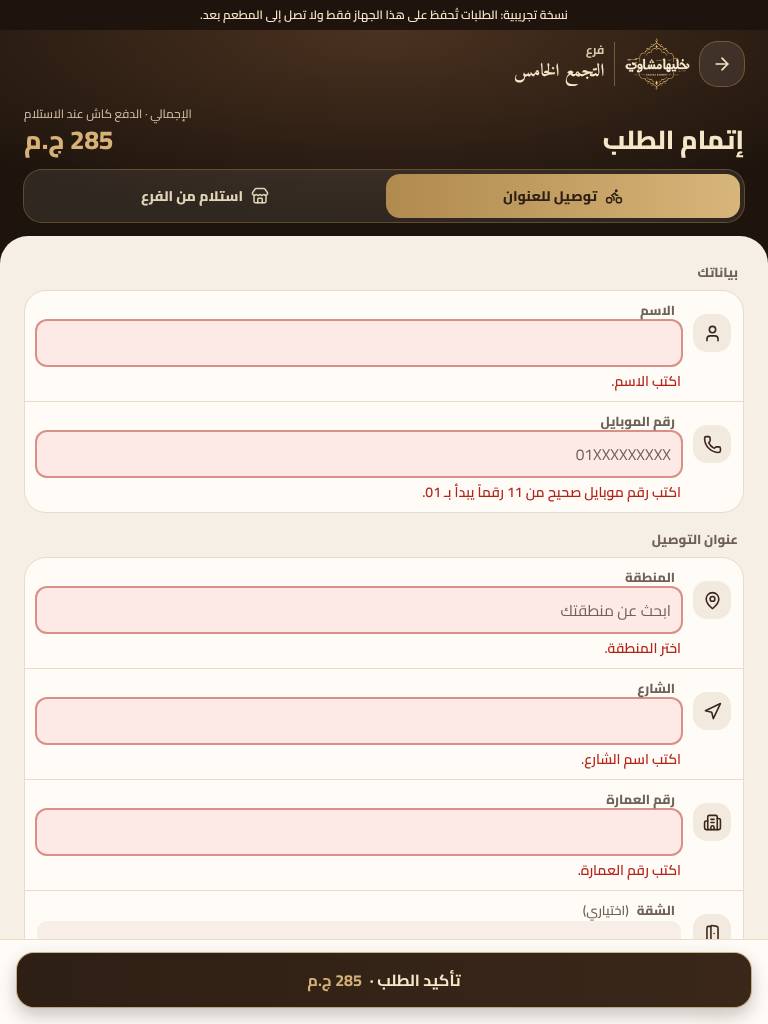 نسخة تجريبية: الطلبات تُحفظ على هذا الجهاز فقط ولا تصل إلى المطعم بعد.
خليها مشاوي
فرع
التجمع الخامس
إتمام الطلب
الإجمالي · الدفع كاش عند الاستلام
285 ج.م
توصيل للعنوان
استلام من الفرع
بياناتك
الاسم
اكتب الاسم.
رقم الموبايل
01XXXXXXXXX
اكتب رقم موبايل صحيح من 11 رقماً يبدأ بـ 01.
عنوان التوصيل
المنطقة
ابحث عن منطقتك
اختر المنطقة.
الشارع
اكتب اسم الشارع.
رقم العمارة
اكتب رقم العمارة.
الشقة (اختياري)
تأكيد الطلب · 285 ج.م